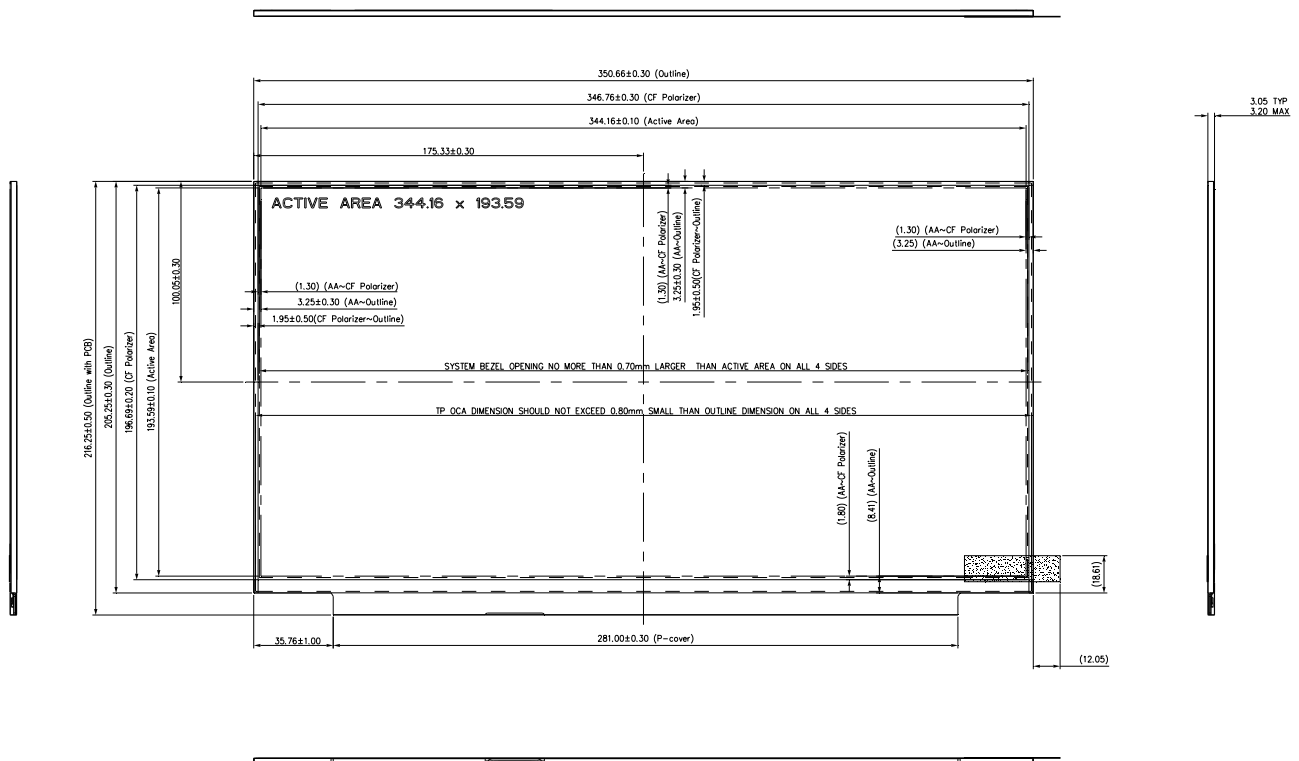 350.66±0.30 (Outline)
346.76±0.30 (CF Polarizer)
344.16±0.10 (Active Area)
175.33±0.30
3.05 TYP
3.20 MAX
ACTIVE AREA 344.16 x 193.59
(1.30) (AA~CF Polarizer)
3.25±0.30 (AA~Outline)
1.95±0.50(CF Polarizer~Outline)
(1.30) (AA~CF Polarizer)
(3.25) (AA~Outline)
100.05±0.30
(1.30) (AA~CF Polarizer)
3.25±0.30 (AA~Outline)
1.95±0.50(CF Polarizer~Outline)
216.25±0.50 (Outline with PCB)
205.25±0.30 (Outline)
196.69±0.20 (CF Polarizer)
193.59±0.10 (Active Area)
SYSTEM BEZEL OPENING NO MORE THAN 0.70mm LARGER THAN ACTIVE AREA ON ALL 4 SIDES
TP OCA DIMENSION SHOULD NOT EXCEED 0.80mm SMALL THAN OUTLINE DIMENSION ON ALL 4 SIDES
(1.80) (AA~CF Polarizer)
(8.41) (AA~Outline)
(18.61)
35.76±1.00
281.00±0.30 (P-cover)
(12.05)